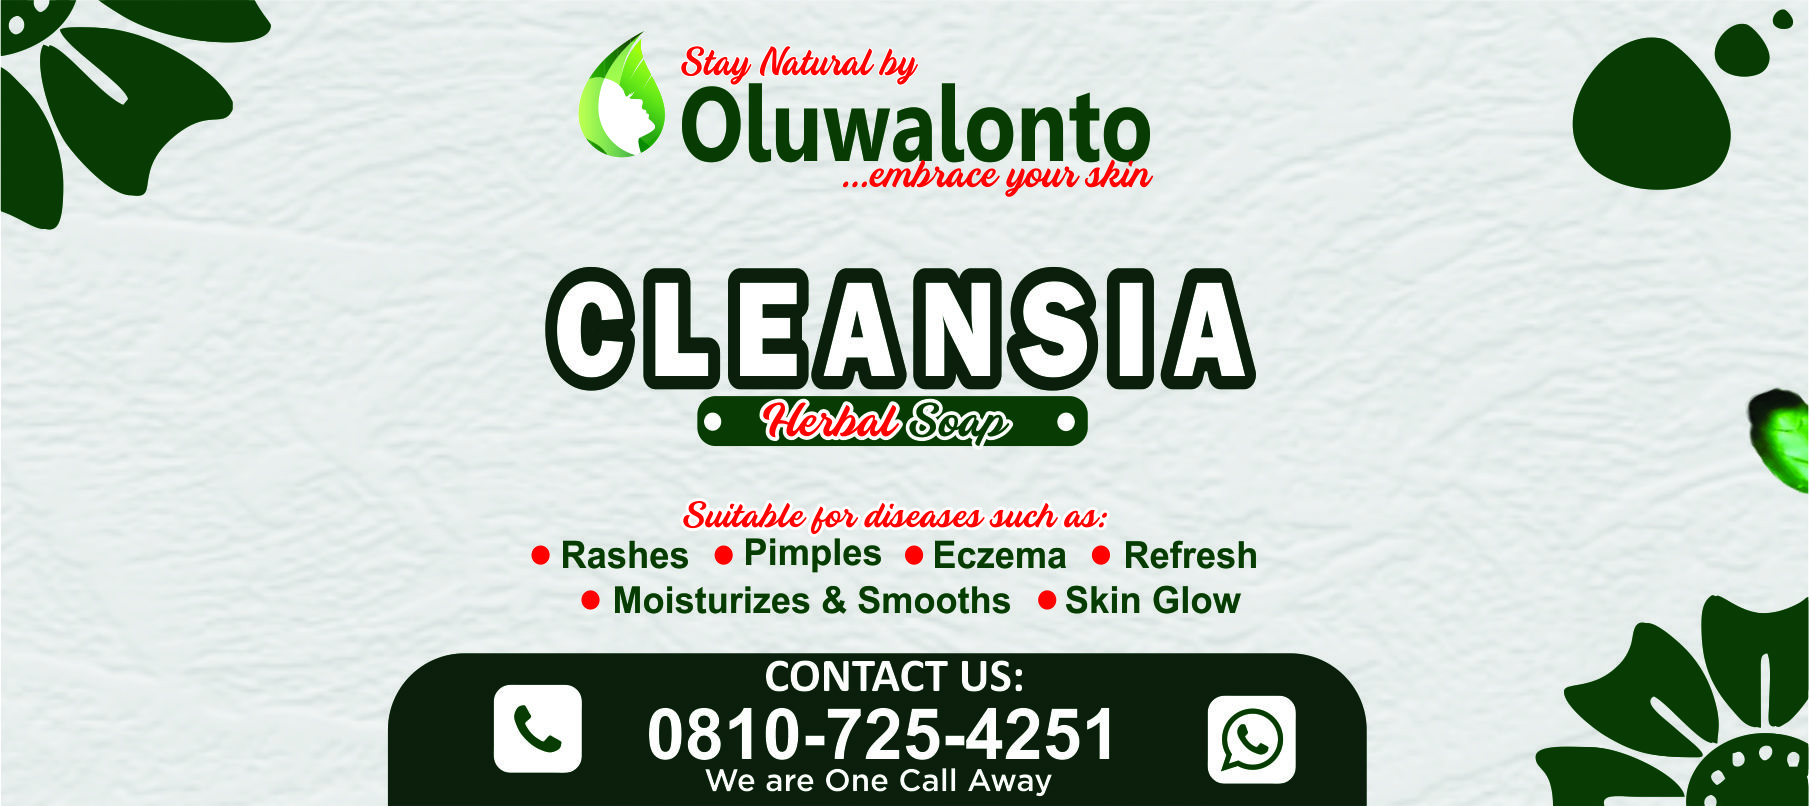 Stay Natural by
Oluwalonto
...embrace your skin
CLEANSIA
Herbal Soap
Suitable for diseases such as:
• Rashes • Pimples • Eczema • Refresh
• Moisturizes & Smooths • Skin Glow
CONTACT US:
0810-725-4251
We are One Call Away